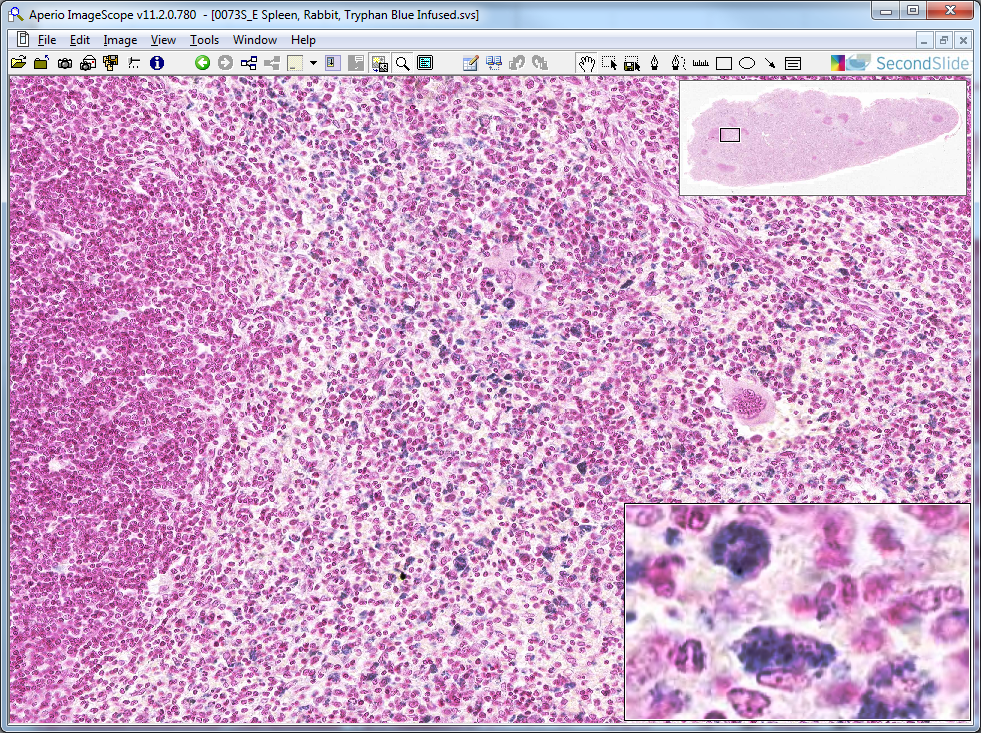 Aperio ImageScope v11.2.0.780 - [0073S_E Spleen, Rabbit, Tryphan Blue Infused.svs]
File Edit Image View Tools Window Help
SecondSlide